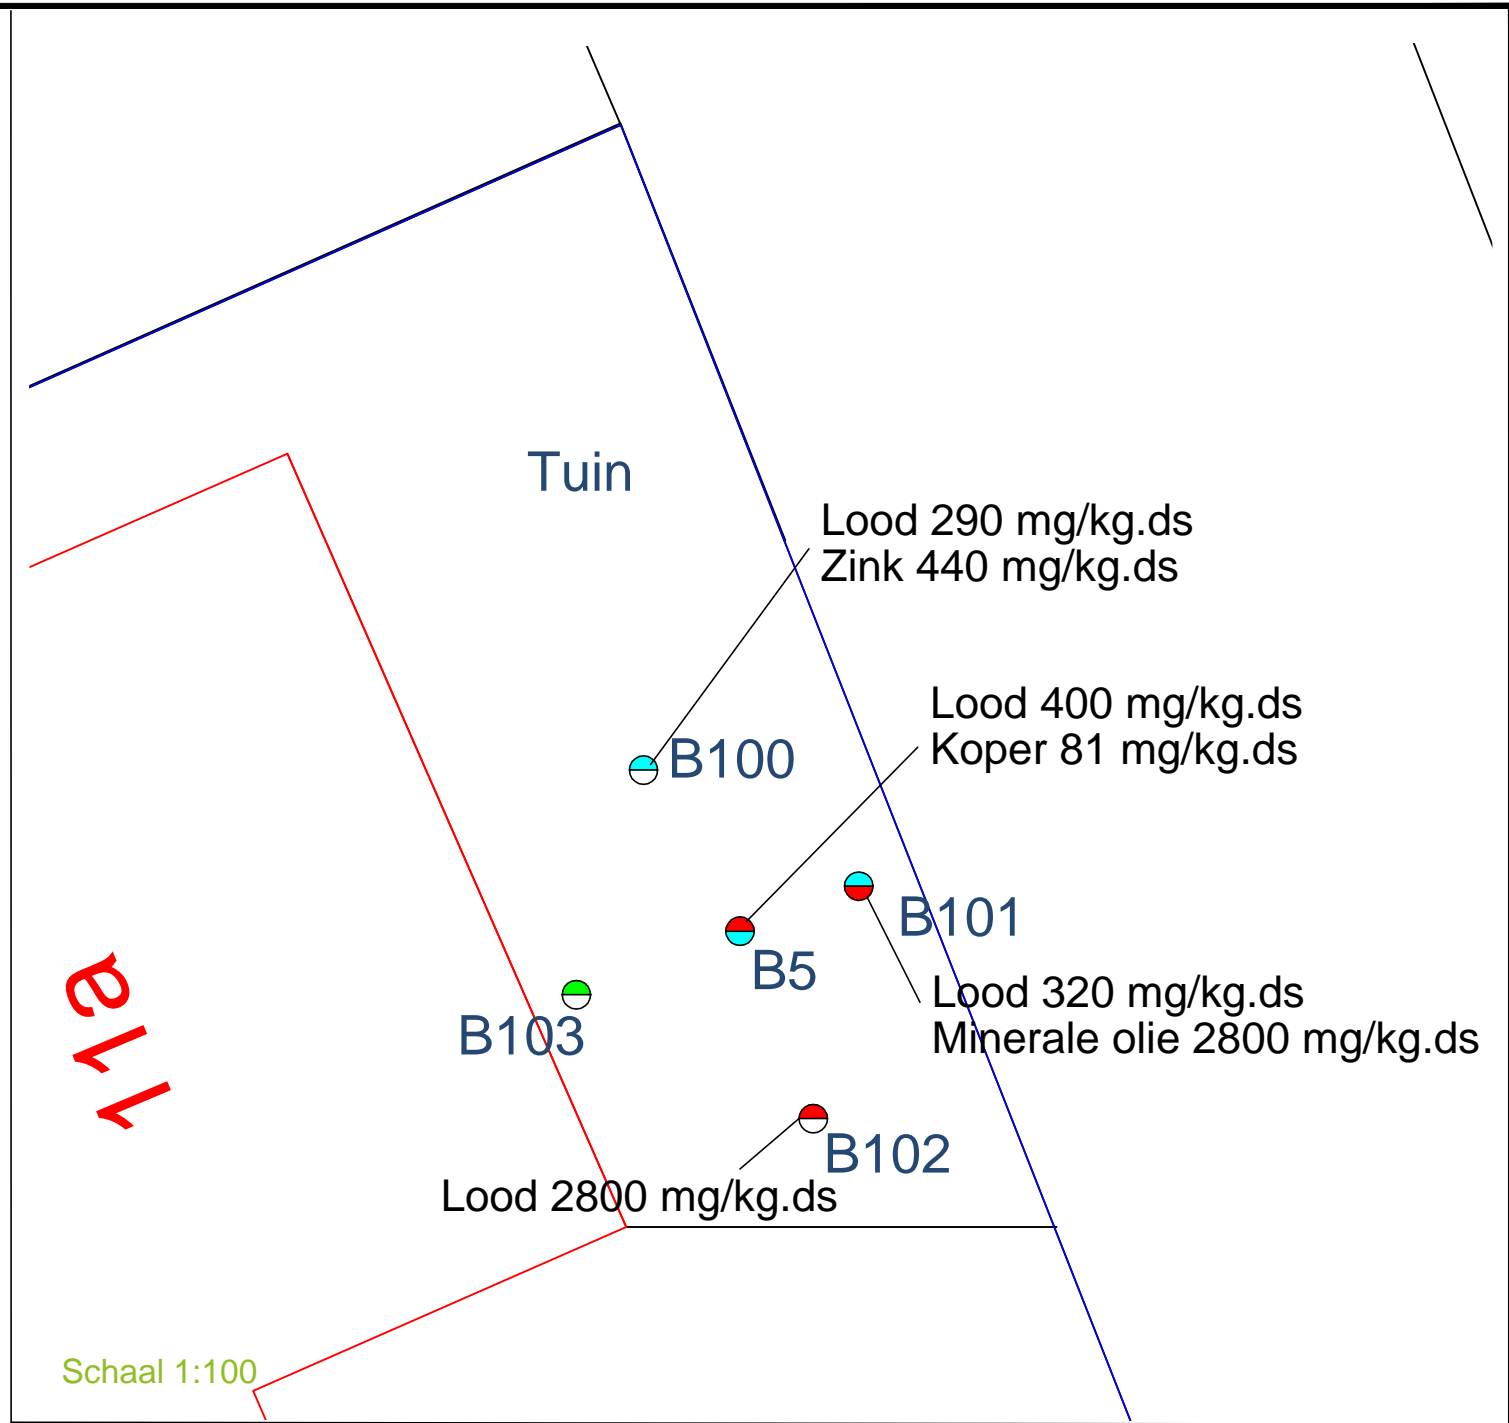 Tuin
Lood 290 mg/kg.ds
Zink 440 mg/kg.ds
Lood 400 mg/kg.ds
Koper 81 mg/kg.ds
B100
B101
B5
Lood 320 mg/kg.ds
Minerale olie 2800 mg/kg.ds
B103
11a
B102
Lood 2800 mg/kg.ds
Schaal 1:100